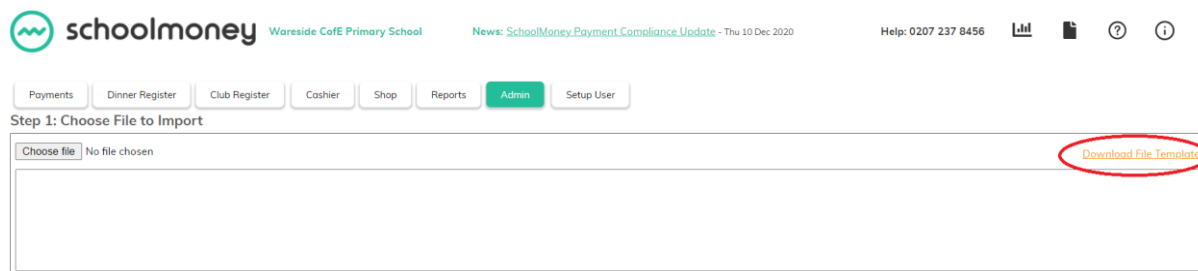 schoolmoney Wareside CofE Primary School News: SchoolMoney Payment Compliance Update - Thu 10 Dec 2020 Help: 0207 237 8456
Payments Dinner Register Club Register Cashier Shop Reports Admin Setup User
Step 1: Choose File to Import
Choose file No file chosen Download File Template